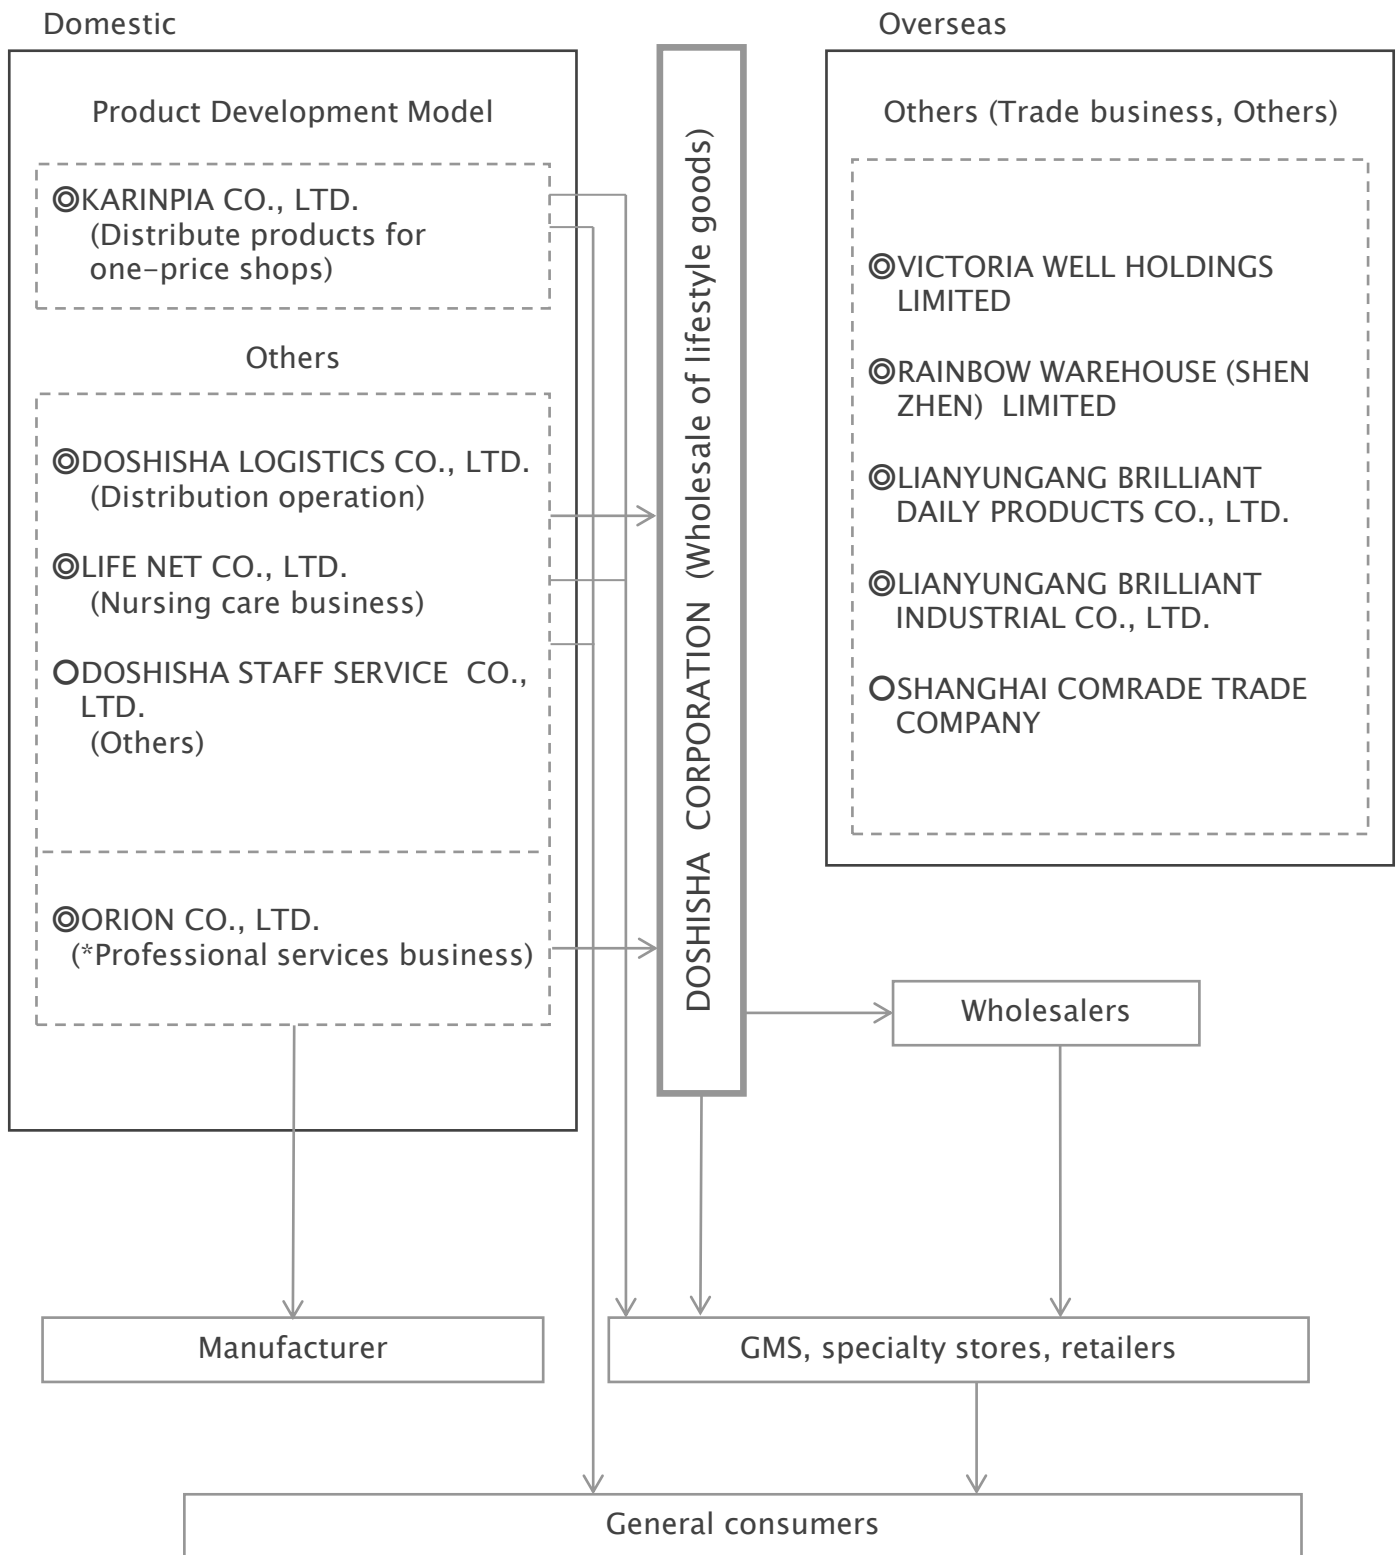 Domestic
Product Development Model
◎KARINPIA CO., LTD.
(Distribute products for
one-price shops)
Others
◎DOSHISHA LOGISTICS CO., LTD.
(Distribution operation)
◎LIFE NET CO., LTD.
(Nursing care business)
○DOSHISHA STAFF SERVICE CO.,
LTD.
(Others)
◎ORION CO., LTD.
(*Professional services business)
DOSHISHA CORPORATION (Wholesale of lifestyle goods)
Overseas
Others (Trade business, Others)
◎VICTORIA WELL HOLDINGS
LIMITED
◎RAINBOW WAREHOUSE (SHEN
ZHEN) LIMITED
◎LIANYUNGANG BRILLIANT
DAILY PRODUCTS CO., LTD.
◎LIANYUNGANG BRILLIANT
INDUSTRIAL CO., LTD.
○SHANGHAI COMRADE TRADE
COMPANY
Wholesalers
Manufacturer
GMS, specialty stores, retailers
General consumers